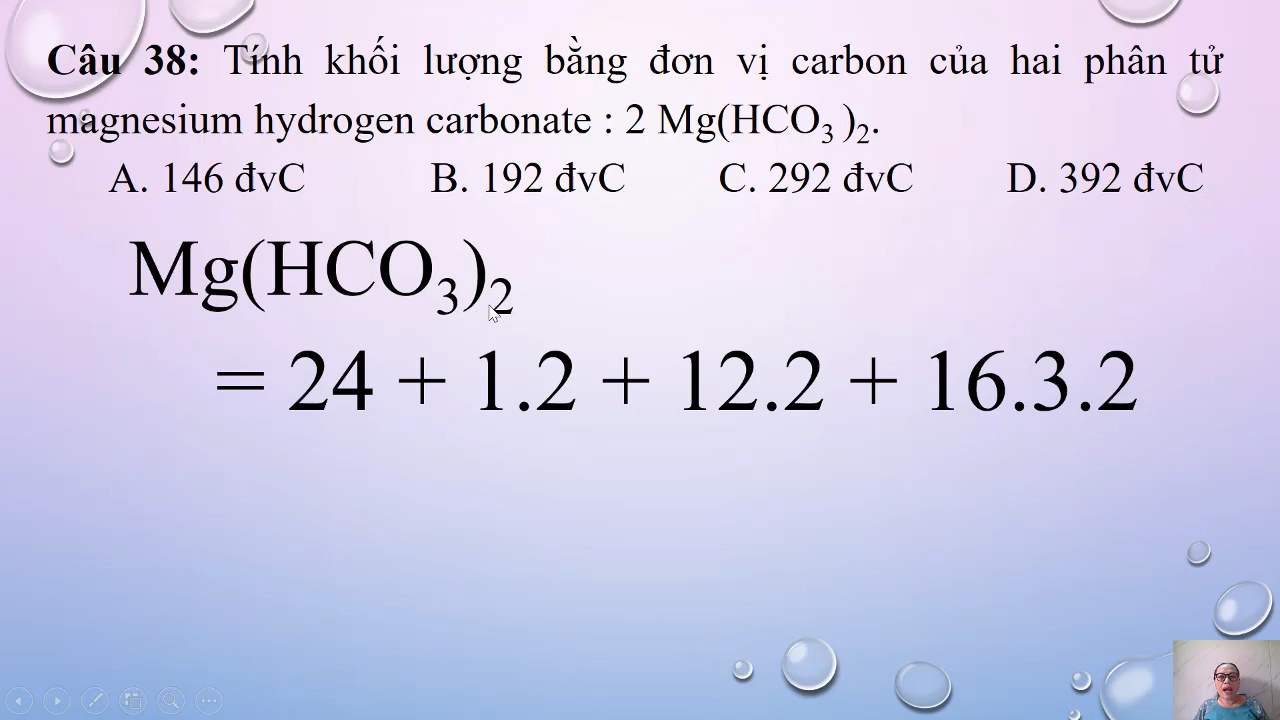 Câu 38: Tính khối lượng bằng đơn vị carbon của hai phân tử
magnesium hydrogen carbonate : 2 Mg(HCO₃ )₂.
A. 146 đvC B. 192 đvC C. 292 đvC D. 392 đvC
Mg(HCO₃)₂
= 24 + 1.2 + 12.2 + 16.3.2